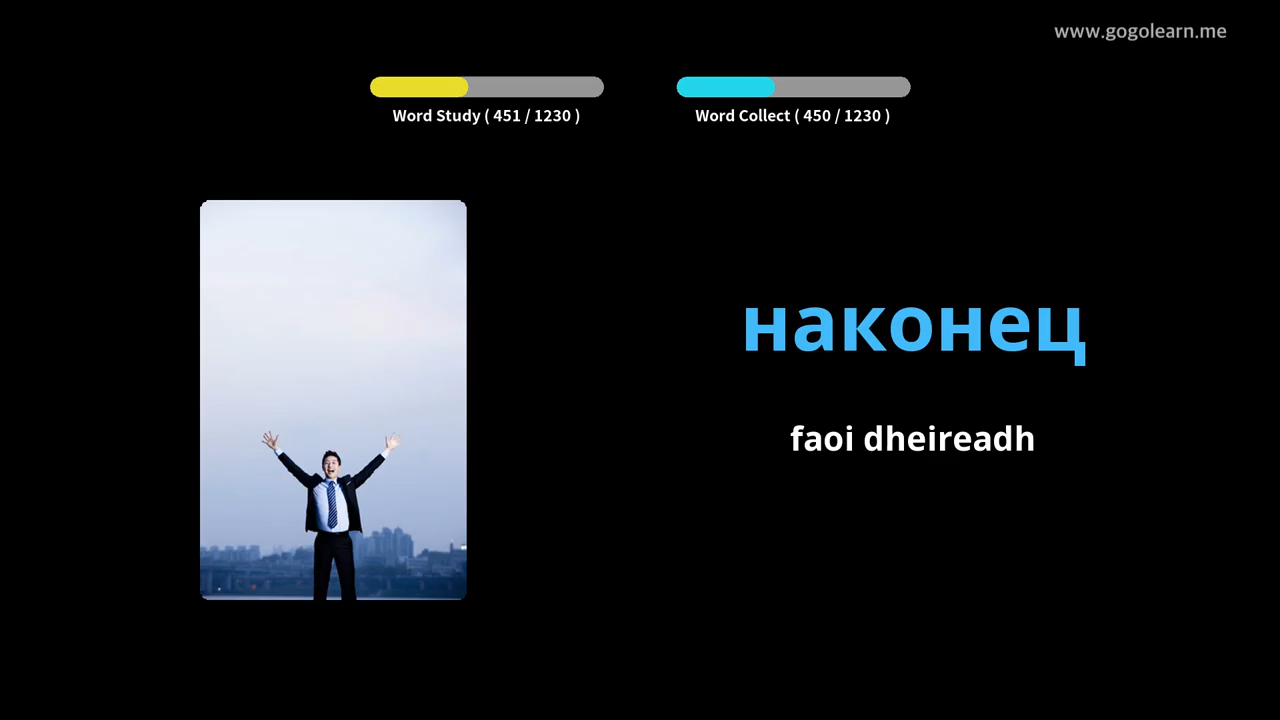 www.gogolearn.me
Word Study ( 451 / 1230 )
Word Collect ( 450 / 1230 )
наконец
faoi dheireadh